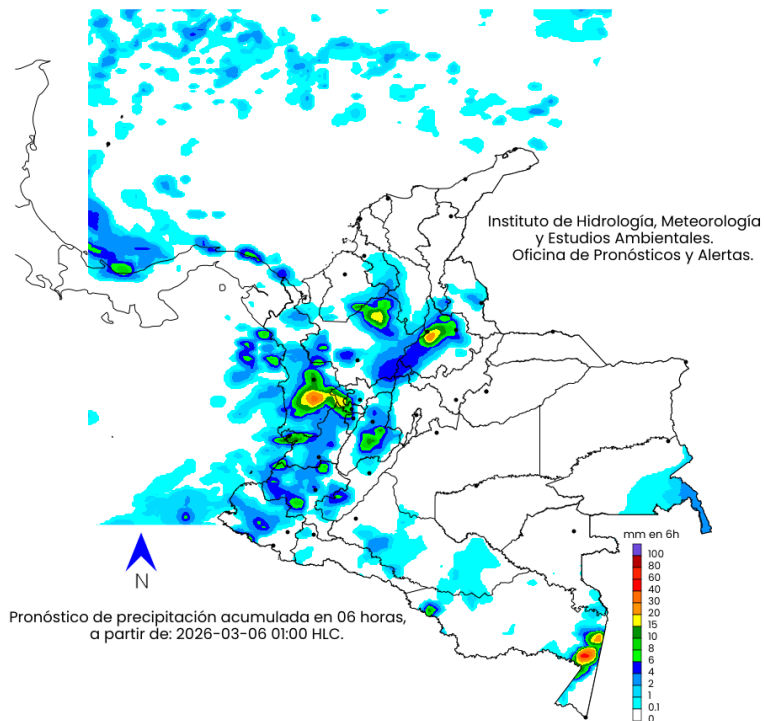 Instituto de Hidrología, Meteorología
y Estudios Ambientales.
Oficina de Pronósticos y Alertas.
mm en 6h
100
80
60
40
30
20
15
10
8
6
4
2
1
0.1
0
N
Pronóstico de precipitación acumulada en 06 horas,
a partir de: 2026-03-06 01:00 HLC.